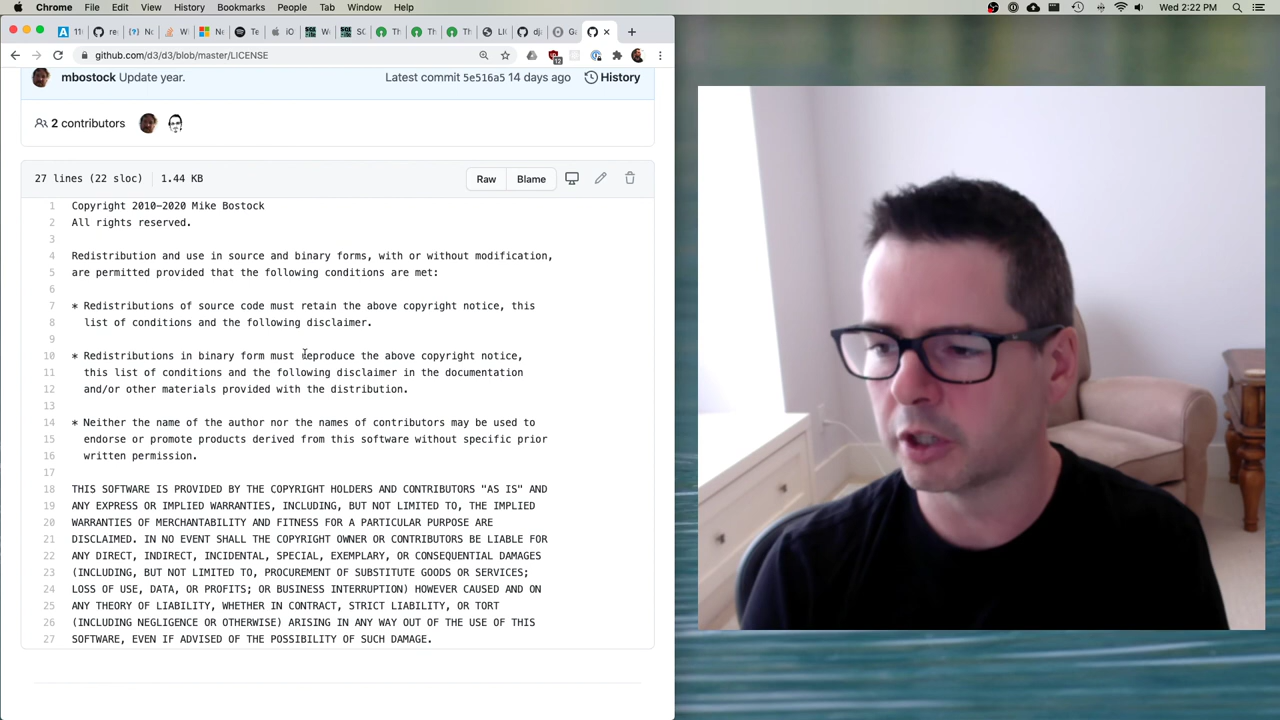 Chrome File Edit View History Bookmarks People Tab Window Help
Wed 2:22 PM
github.com/d3/d3/blob/master/LICENSE
mbostock Update year.
Latest commit 5e516a5 14 days ago
History
2 contributors
27 lines (22 sloc) 1.44 KB
Raw Blame
1 Copyright 2010-2020 Mike Bostock
2 All rights reserved.
3
4 Redistribution and use in source and binary forms, with or without modification,
5 are permitted provided that the following conditions are met:
6
7 * Redistributions of source code must retain the above copyright notice, this
8 list of conditions and the following disclaimer.
9
10 * Redistributions in binary form must reproduce the above copyright notice,
11 this list of conditions and the following disclaimer in the documentation
12 and/or other materials provided with the distribution.
13
14 * Neither the name of the author nor the names of contributors may be used to
15 endorse or promote products derived from this software without specific prior
16 written permission.
17
18 THIS SOFTWARE IS PROVIDED BY THE COPYRIGHT HOLDERS AND CONTRIBUTORS "AS IS" AND
19 ANY EXPRESS OR IMPLIED WARRANTIES, INCLUDING, BUT NOT LIMITED TO, THE IMPLIED
20 WARRANTIES OF MERCHANTABILITY AND FITNESS FOR A PARTICULAR PURPOSE ARE
21 DISCLAIMED. IN NO EVENT SHALL THE COPYRIGHT OWNER OR CONTRIBUTORS BE LIABLE FOR
22 ANY DIRECT, INDIRECT, INCIDENTAL, SPECIAL, EXEMPLARY, OR CONSEQUENTIAL DAMAGES
23 (INCLUDING, BUT NOT LIMITED TO, PROCUREMENT OF SUBSTITUTE GOODS OR SERVICES;
24 LOSS OF USE, DATA, OR PROFITS; OR BUSINESS INTERRUPTION) HOWEVER CAUSED AND ON
25 ANY THEORY OF LIABILITY, WHETHER IN CONTRACT, STRICT LIABILITY, OR TORT
26 (INCLUDING NEGLIGENCE OR OTHERWISE) ARISING IN ANY WAY OUT OF THE USE OF THIS
27 SOFTWARE, EVEN IF ADVISED OF THE POSSIBILITY OF SUCH DAMAGE.